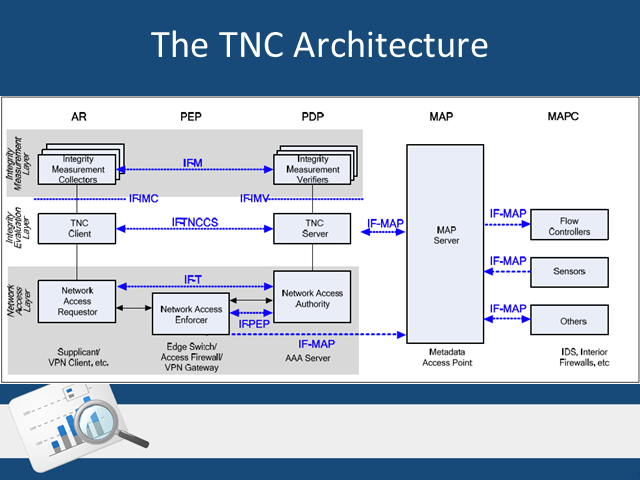 The TNC Architecture
AR
PEP
PDP
MAP
MAPC
Integrity
Measurement
Layer
Integrity
Measurement
Collectors
IF-M
Integrity
Measurement
Verifiers
IF-IMC
IF-IMV
Integrity
Evaluation
Layer
TNC
Client
IF-TNCCS
TNC
Server
IF-MAP
MAP
Server
IF-MAP
Flow
Controllers
IF-MAP
Sensors
IF-MAP
Others
Network
Access
Layer
Network
Access
Requestor
IF-T
Network Access
Enforcer
IF-PEP
Network Access
Authority
IF-MAP
Supplicant/
VPN Client, etc.
Edge Switch/
Access Firewall/
VPN Gateway
AAA Server
Metadata
Access Point
IDS, Interior
Firewalls, etc